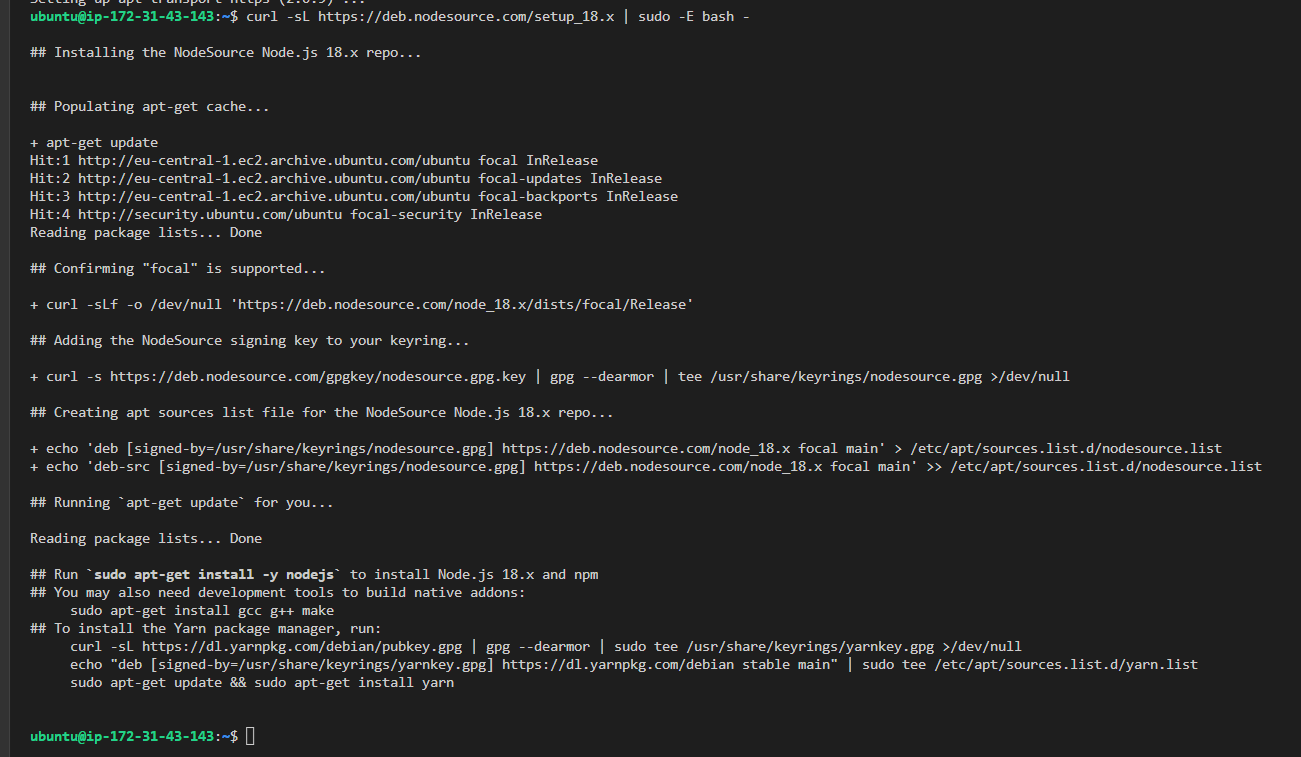 Setting up apt-transport-https (2.0.9) ...
ubuntu@ip-172-31-43-143:~$ curl -sL https://deb.nodesource.com/setup_18.x | sudo -E bash -
## Installing the NodeSource Node.js 18.x repo...
## Populating apt-get cache...
+ apt-get update
Hit:1 http://eu-central-1.ec2.archive.ubuntu.com/ubuntu focal InRelease
Hit:2 http://eu-central-1.ec2.archive.ubuntu.com/ubuntu focal-updates InRelease
Hit:3 http://eu-central-1.ec2.archive.ubuntu.com/ubuntu focal-backports InRelease
Hit:4 http://security.ubuntu.com/ubuntu focal-security InRelease
Reading package lists... Done
## Confirming "focal" is supported...
+ curl -sLf -o /dev/null 'https://deb.nodesource.com/node_18.x/dists/focal/Release'
## Adding the NodeSource signing key to your keyring...
+ curl -s https://deb.nodesource.com/gpgkey/nodesource.gpg.key | gpg --dearmor | tee /usr/share/keyrings/nodesource.gpg >/dev/null
## Creating apt sources list file for the NodeSource Node.js 18.x repo...
+ echo 'deb [signed-by=/usr/share/keyrings/nodesource.gpg] https://deb.nodesource.com/node_18.x focal main' > /etc/apt/sources.list.d/nodesource.list
+ echo 'deb-src [signed-by=/usr/share/keyrings/nodesource.gpg] https://deb.nodesource.com/node_18.x focal main' >> /etc/apt/sources.list.d/nodesource.list
## Running `apt-get update` for you...
Reading package lists... Done
## Run `sudo apt-get install -y nodejs` to install Node.js 18.x and npm
## You may also need development tools to build native addons:
sudo apt-get install gcc g++ make
## To install the Yarn package manager, run:
curl -sL https://dl.yarnpkg.com/debian/pubkey.gpg | gpg --dearmor | sudo tee /usr/share/keyrings/yarnkey.gpg >/dev/null
echo "deb [signed-by=/usr/share/keyrings/yarnkey.gpg] https://dl.yarnpkg.com/debian stable main" | sudo tee /etc/apt/sources.list.d/yarn.list
sudo apt-get update && sudo apt-get install yarn
ubuntu@ip-172-31-43-143:~$